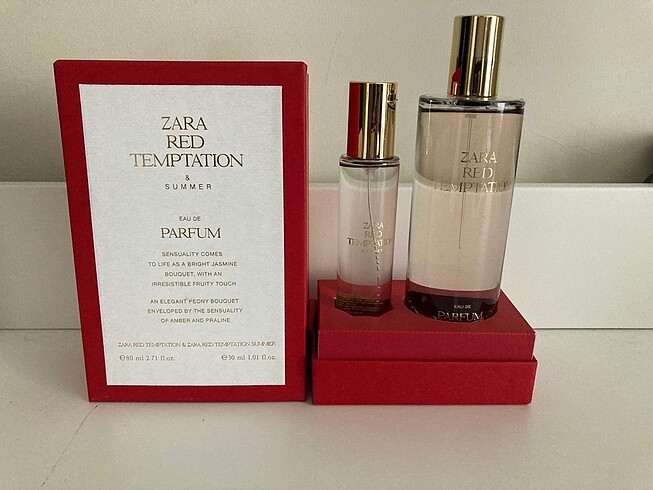 ZARA
RED
TEMPTATION
&
SUMMER
EAU DE
PARFUM
SENSUALITY COMES
TO LIFE AS A BRIGHT JASMINE
BOUQUET, WITH AN
IRRESISTIBLE FRUITY TOUCH
AN ELEGANT PEONY BOUQUET
ENVELOPED BY THE SENSUALITY
OF AMBER AND PRALINE
ZARA RED TEMPTATION & ZARA RED TEMPTATION SUMMER
℮80 ml 2.71 fl.oz. ℮30 ml 1.01 fl.oz.
ZARA
RED
TEMPTATION
ZARA
RED
TEMPTATION
EAU DE
PARFUM